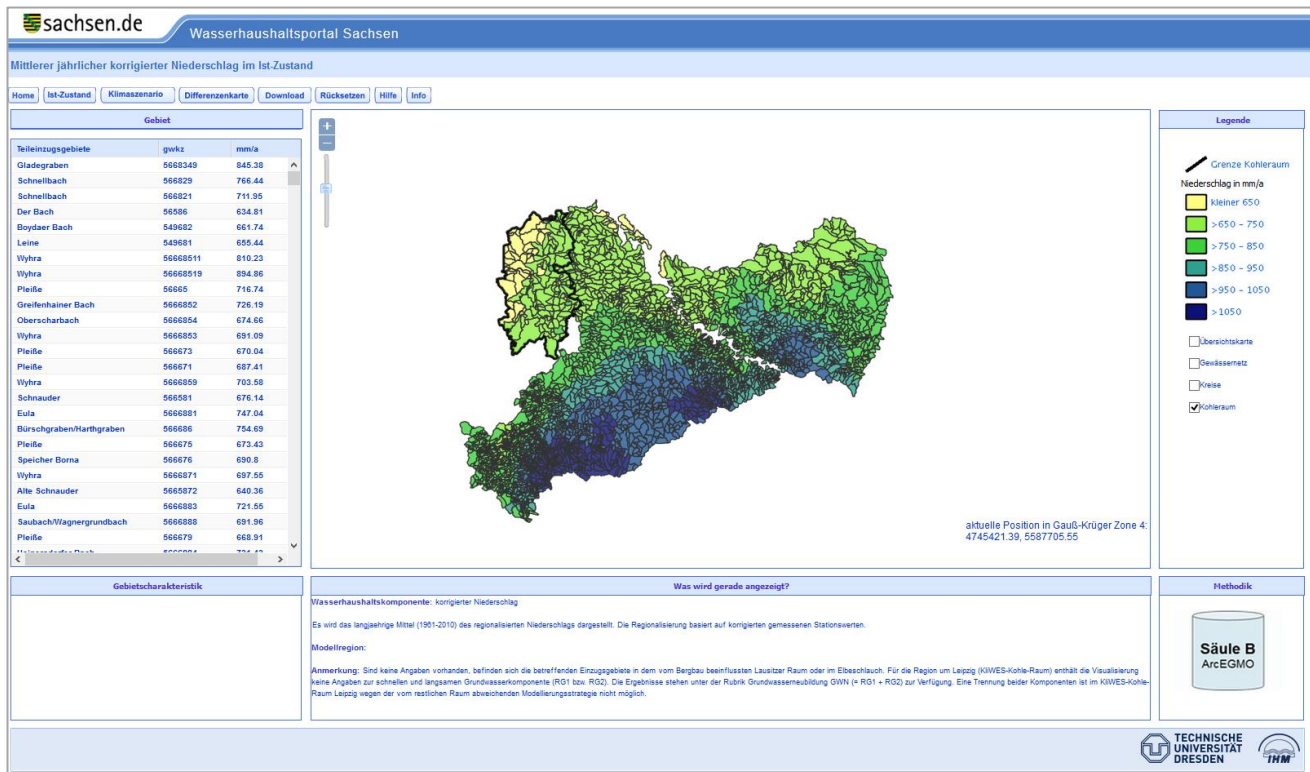 sachsen.de
Wasserhaushaltsportal Sachsen
Mittlerer jährlicher korrigierter Niederschlag im Ist-Zustand
Home Ist-Zustand Klimaszenario Differenzenkarte Download Rücksetzen Hilfe Info
Gebiet
Teileinzugsgebiete gwkz mm/a
Gladegraben 5668349 845.38
Schnellbach 566829 766.44
Schnellbach 566821 711.95
Der Bach 56586 634.81
Boydaer Bach 549682 661.74
Leine 549681 655.44
Wyhra 56668511 810.23
Wyhra 56668519 894.86
Pleiße 56665 716.74
Greifenhainer Bach 5666852 726.19
Oberscharbach 5666854 674.66
Wyhra 5666853 691.09
Pleiße 566673 670.04
Pleiße 566671 687.41
Wyhra 5666859 703.58
Schnauder 566581 676.14
Eula 5666881 747.04
Bürschgraben/Harthgraben 566686 754.69
Pleiße 566675 673.43
Speicher Borna 566676 690.8
Wyhra 5666871 697.55
Alte Schnauder 5665872 640.36
Eula 5666883 721.55
Saubach/Wagnergrundbach 5666888 691.96
Pleiße 566679 668.91
+
−
aktuelle Position in Gauß-Krüger Zone 4:
4745421.39, 5587705.55
Legende
Grenze Kohleraum
Niederschlag in mm/a
kleiner 650
>650 - 750
>750 - 850
>850 - 950
>950 - 1050
>1050
Übersichtskarte
Gewässernetz
Kreise
Kohleraum
Gebietscharakteristik
Was wird gerade angezeigt?
Wasserhaushaltskomponente: korrigierter Niederschlag
Es wird das langjaehrige Mittel (1961-2010) des regionalisierten Niederschlags dargestellt. Die Regionalisierung basiert auf korrigierten gemessenen Stationswerten.
Modellregion:
Anmerkung: Sind keine Angaben vorhanden, befinden sich die betreffenden Einzugsgebiete in dem vom Bergbau beeinflussten Lausitzer Raum oder im Elbeschlauch. Für die Region um Leipzig (KliWES-Kohle-Raum) enthält die Visualisierung
keine Angaben zur schnellen und langsamen Grundwasserkomponente (RG1 bzw. RG2). Die Ergebnisse stehen unter der Rubrik Grundwasserneubildung GWN (= RG1 + RG2) zur Verfügung. Eine Trennung beider Komponenten ist im KliWES-Kohle-
Raum Leipzig wegen der vom restlichen Raum abweichenden Modellierungsstrategie nicht möglich.
Methodik
Säule B
ArcEGMO
TECHNISCHE
UNIVERSITÄT
DRESDEN
IHM